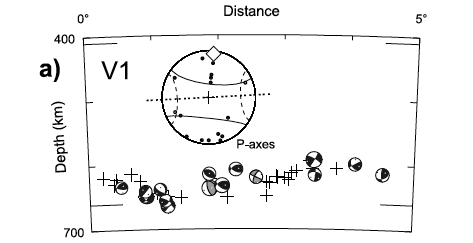 Distance
0° 5°
400
a) V1
Depth (km)
P-axes
700